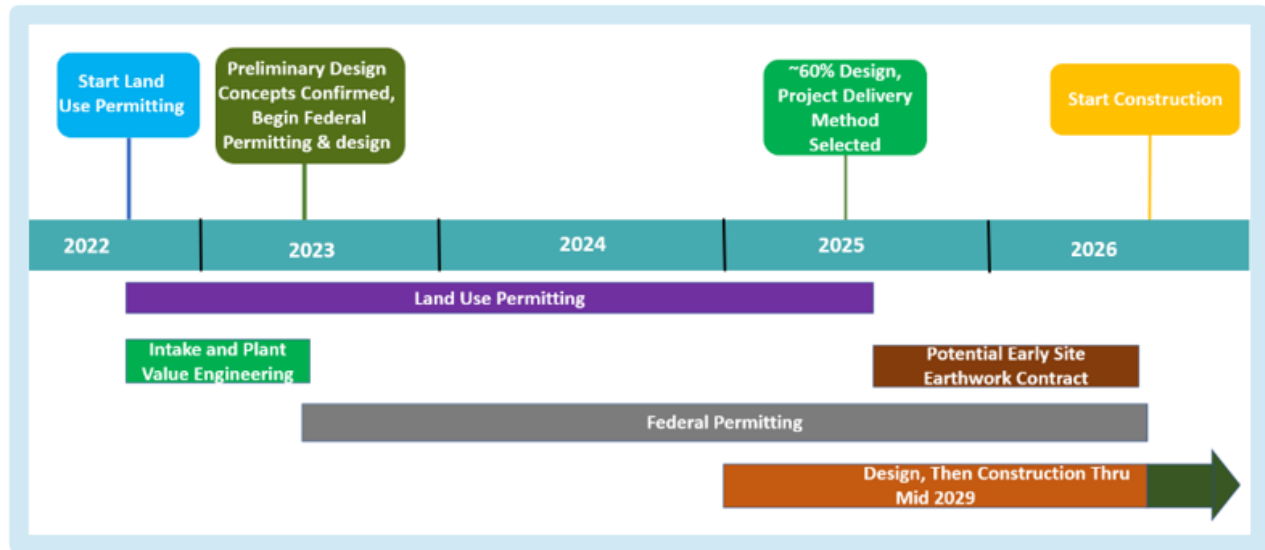 Start Land
Use Permitting
Preliminary Design
Concepts Confirmed,
Begin Federal
Permitting & design
~60% Design,
Project Delivery
Method
Selected
Start Construction
2022
2023
2024
2025
2026
Land Use Permitting
Intake and Plant
Value Engineering
Potential Early Site
Earthwork Contract
Federal Permitting
Design, Then Construction Thru
Mid 2029